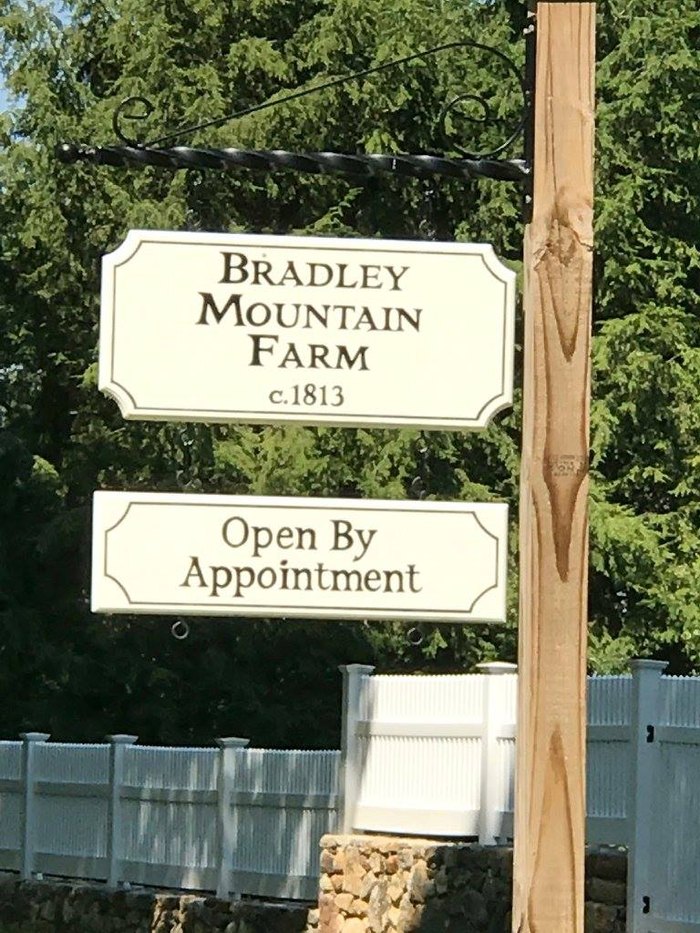 BRADLEY
MOUNTAIN
FARM
c.1813
Open By
Appointment